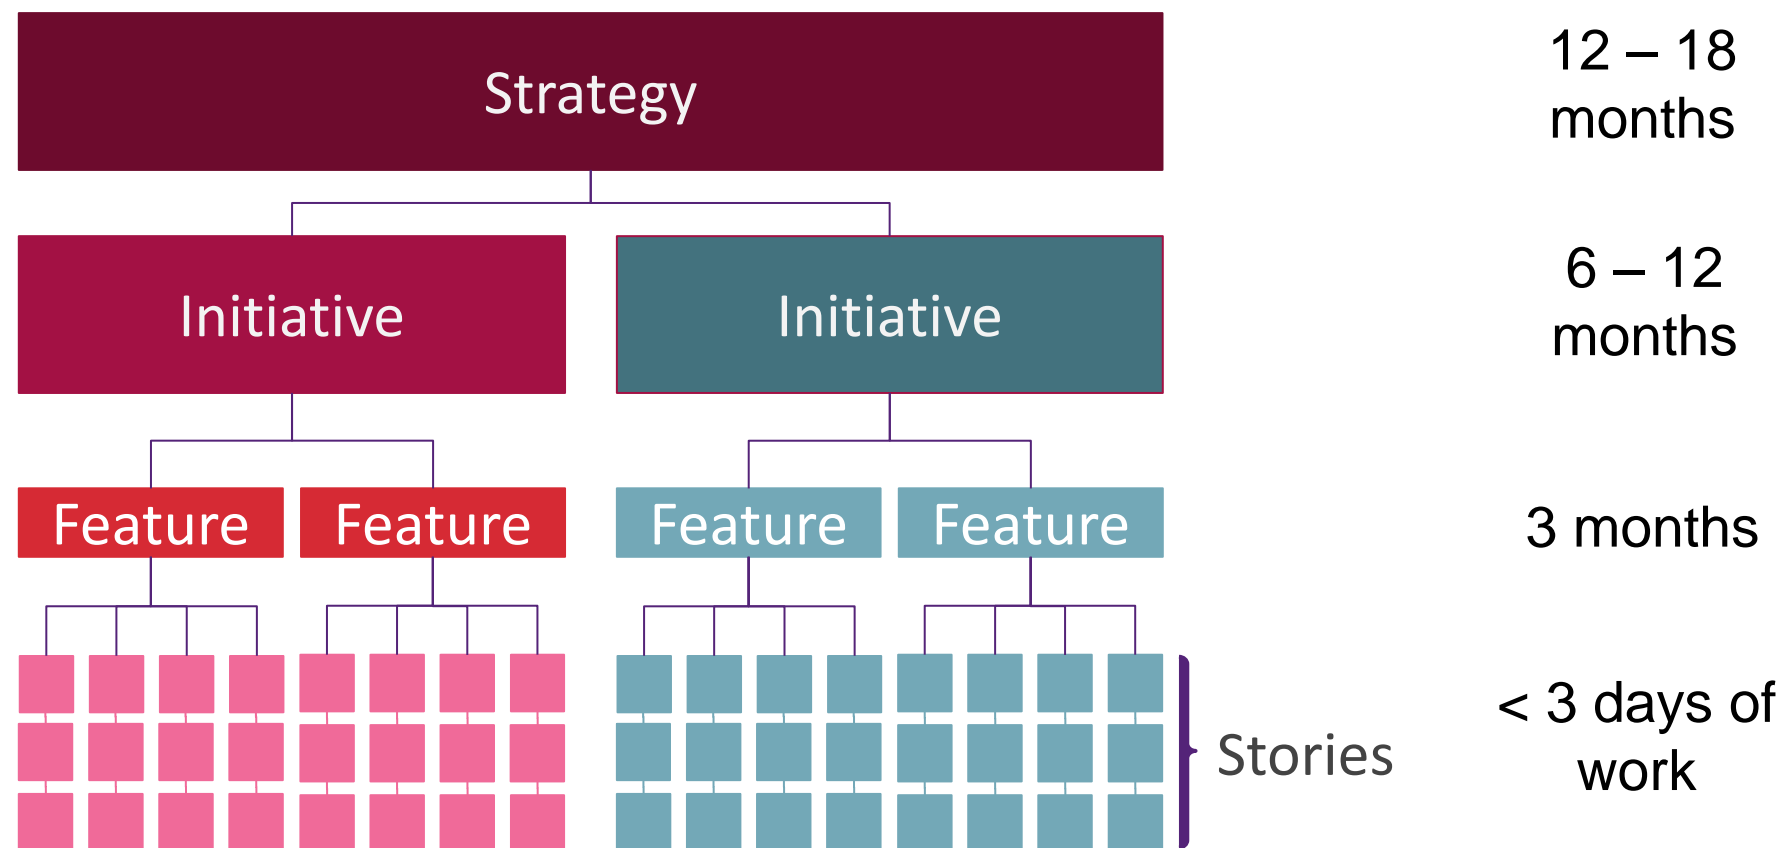 Strategy
12 – 18
months
Initiative
Initiative
6 – 12
months
Feature
Feature
Feature
Feature
3 months
Stories
< 3 days of
work